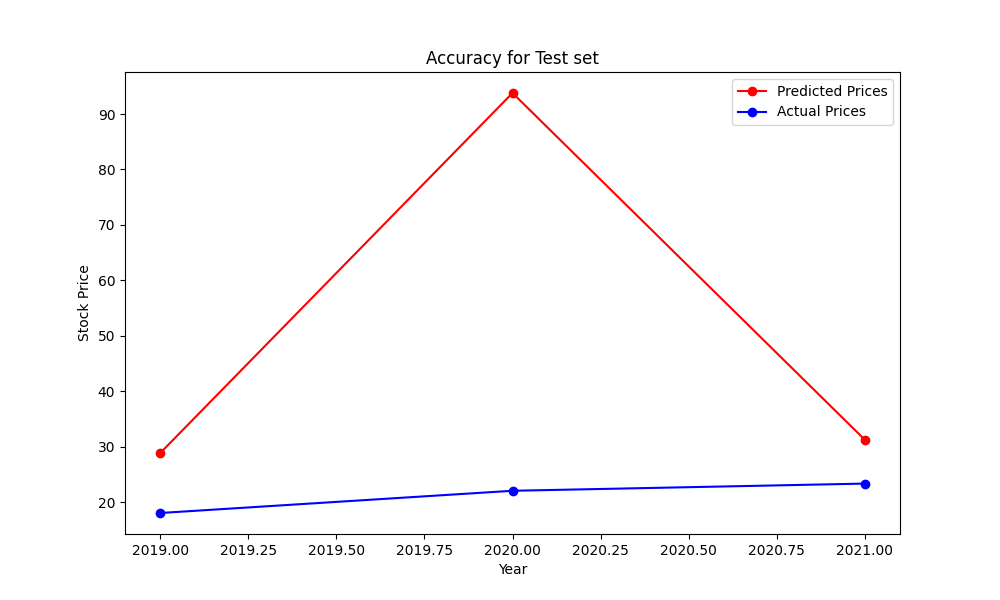 Accuracy for Test set
Predicted Prices
Actual Prices
90
80
70
60
50
40
30
20
Stock Price
2019.00 2019.25 2019.50 2019.75 2020.00 2020.25 2020.50 2020.75 2021.00
Year